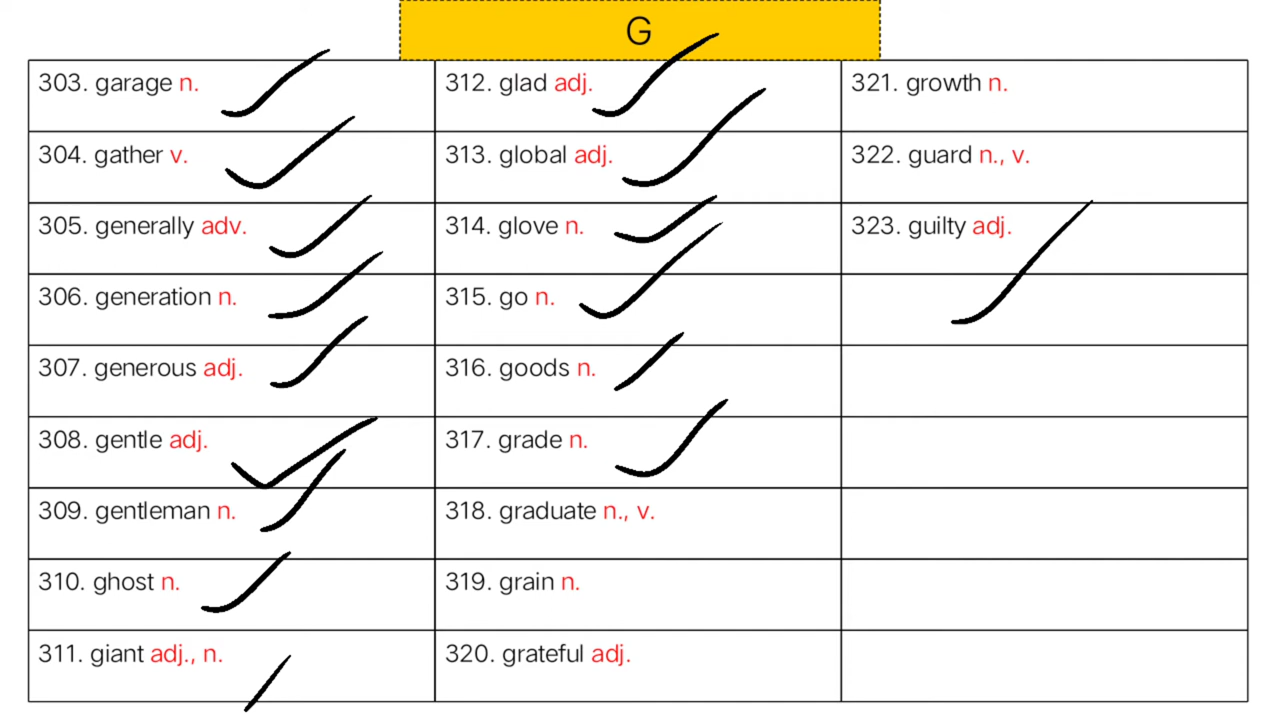 G
303. garage n.
304. gather v.
305. generally adv.
306. generation n.
307. generous adj.
308. gentle adj.
309. gentleman n.
310. ghost n.
311. giant adj., n.
312. glad adj.
313. global adj.
314. glove n.
315. go n.
316. goods n.
317. grade n.
318. graduate n., v.
319. grain n.
320. grateful adj.
321. growth n.
322. guard n., v.
323. guilty adj.